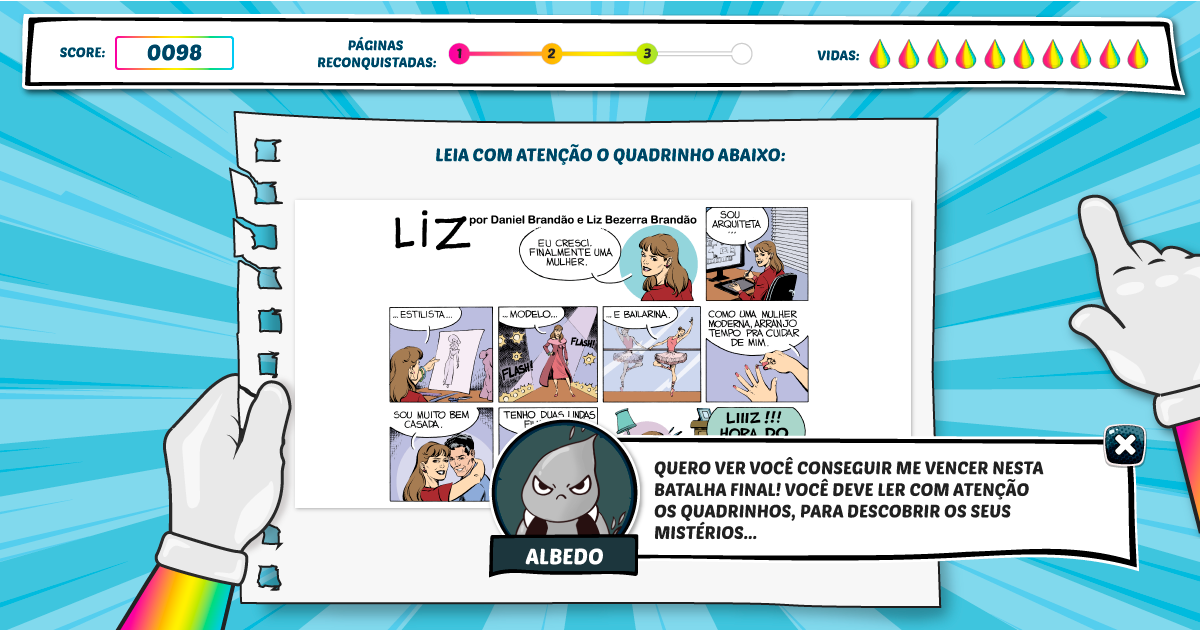 SCORE: 0098
PÁGINAS
RECONQUISTADAS:
1 2 3
VIDAS:
LEIA COM ATENÇÃO O QUADRINHO ABAIXO:
LIZ por Daniel Brandão e Liz Bezerra Brandão
EU CRESCI.
FINALMENTE UMA
MULHER.
SOU
ARQUITETA
...
...ESTILISTA...
...MODELO...
FLASH!
FLASH!
...E BAILARINA.
COMO UMA MULHER
MODERNA, ARRANJO
TEMPO PRA CUIDAR
DE MIM.
SOU MUITO BEM
CASADA.
TENHO DUAS LINDAS
LIIIZ!!!
HORA DO
QUERO VER VOCÊ CONSEGUIR ME VENCER NESTA
BATALHA FINAL! VOCÊ DEVE LER COM ATENÇÃO
OS QUADRINHOS, PARA DESCOBRIR OS SEUS
MISTÉRIOS...
ALBEDO